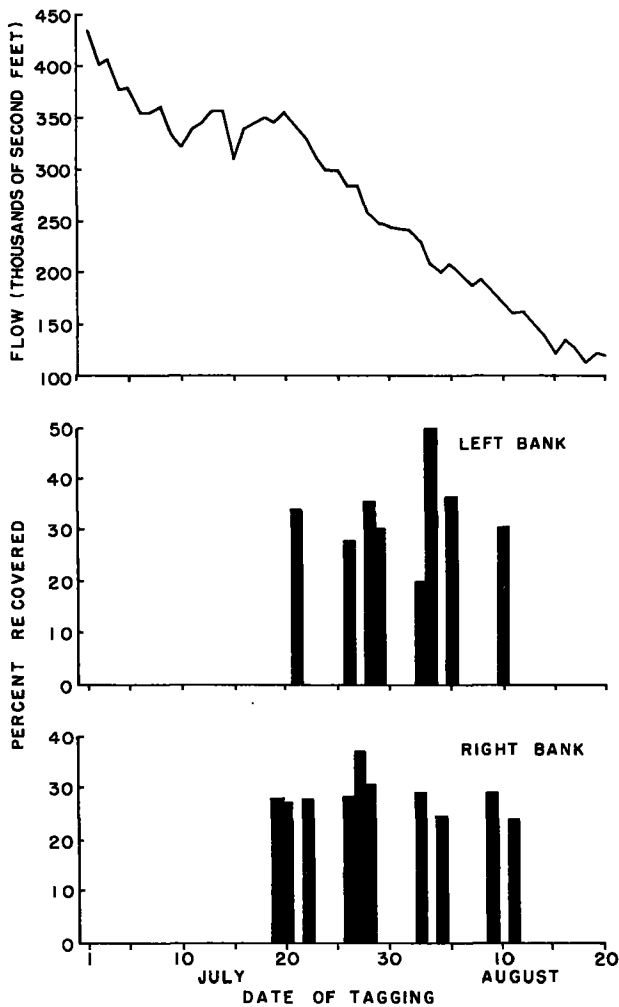 FLOW (THOUSANDS OF SECOND FEET)
450
400
350
300
250
200
150
100
PERCENT RECOVERED
LEFT BANK
50
40
30
20
10
0
RIGHT BANK
40
30
20
10
0
1 10 20 30 10 20
JULY AUGUST
DATE OF TAGGING